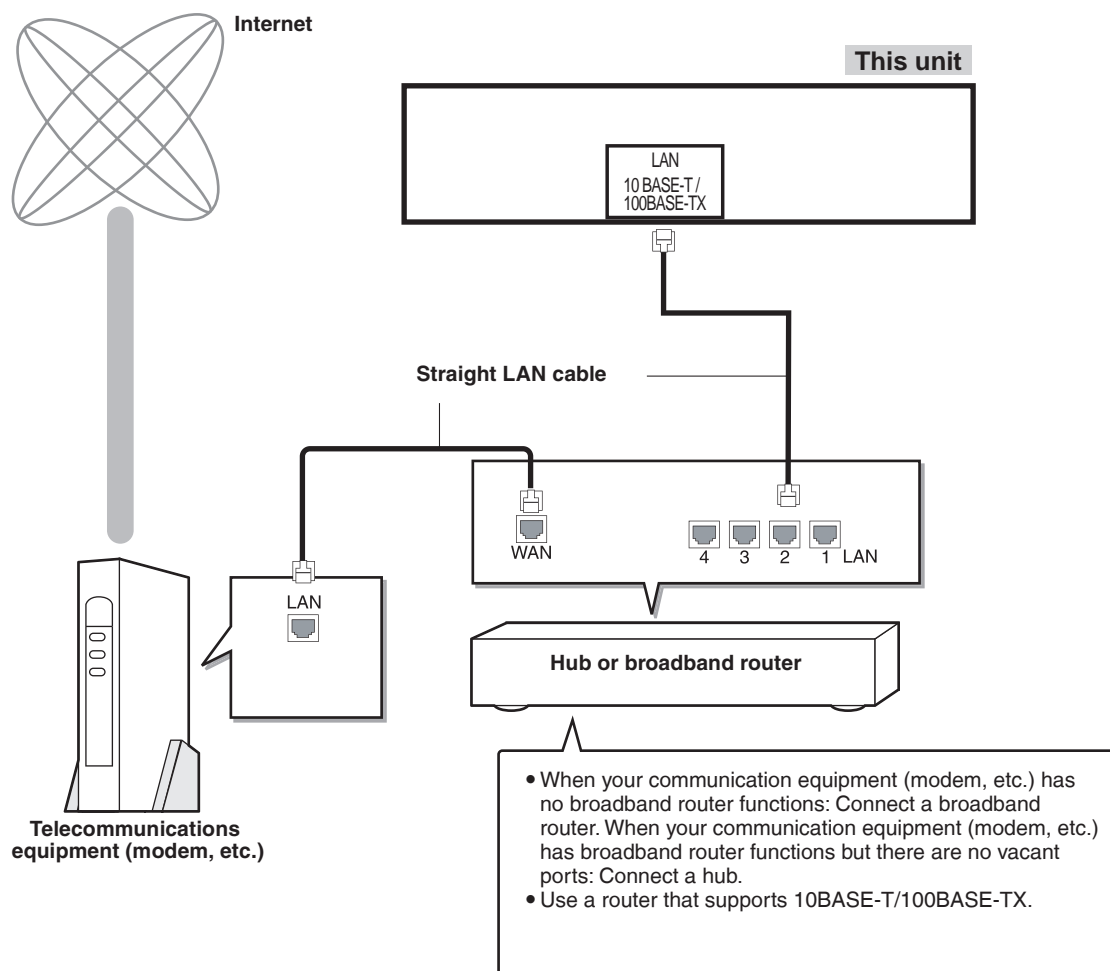 Internet
This unit
LAN
10 BASE-T /
100BASE-TX
Straight LAN cable
WAN
4 3 2 1 LAN
LAN
Hub or broadband router
Telecommunications
equipment (modem, etc.)
• When your communication equipment (modem, etc.) has
no broadband router functions: Connect a broadband
router. When your communication equipment (modem, etc.)
has broadband router functions but there are no vacant
ports: Connect a hub.
• Use a router that supports 10BASE-T/100BASE-TX.